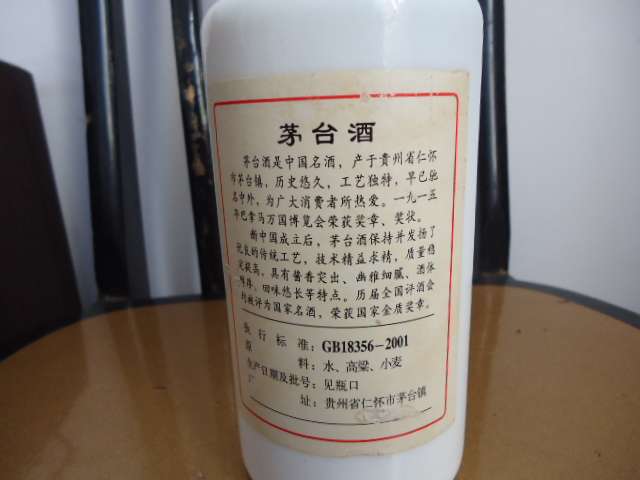 茅台酒
茅台酒是中国名酒，产于贵州省仁怀
市茅台镇，历史悠久，工艺独特，早已驰
名中外，为广大消费者所热爱。一九一五
年巴拿马万国博览会荣获奖章、奖状。
新中国成立后，茅台酒保持并发扬了
优良的传统工艺，技术精益求精，质量稳
定提高，具有酱香突出、幽雅细腻、酒体
醇厚、回味悠长等特点。历届全国评酒会
均被评为国家名酒，荣获国家金质奖章。
执行标准：GB18356-2001
原料：水、高粱、小麦
生产日期及批号：见瓶口
厂址：贵州省仁怀市茅台镇